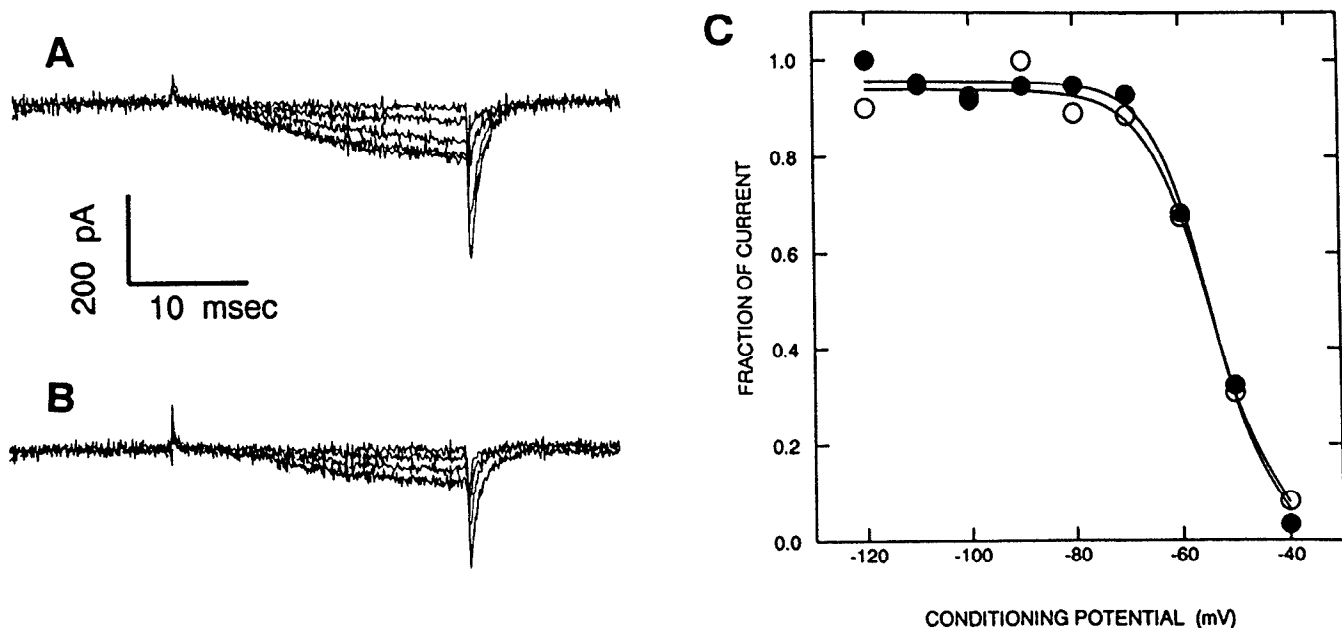 A
200 pA
10 msec
B
C
FRACTION OF CURRENT
1.0
0.8
0.6
0.4
0.2
0.0
-120
-100
-80
-60
-40
CONDITIONING POTENTIAL (mV)